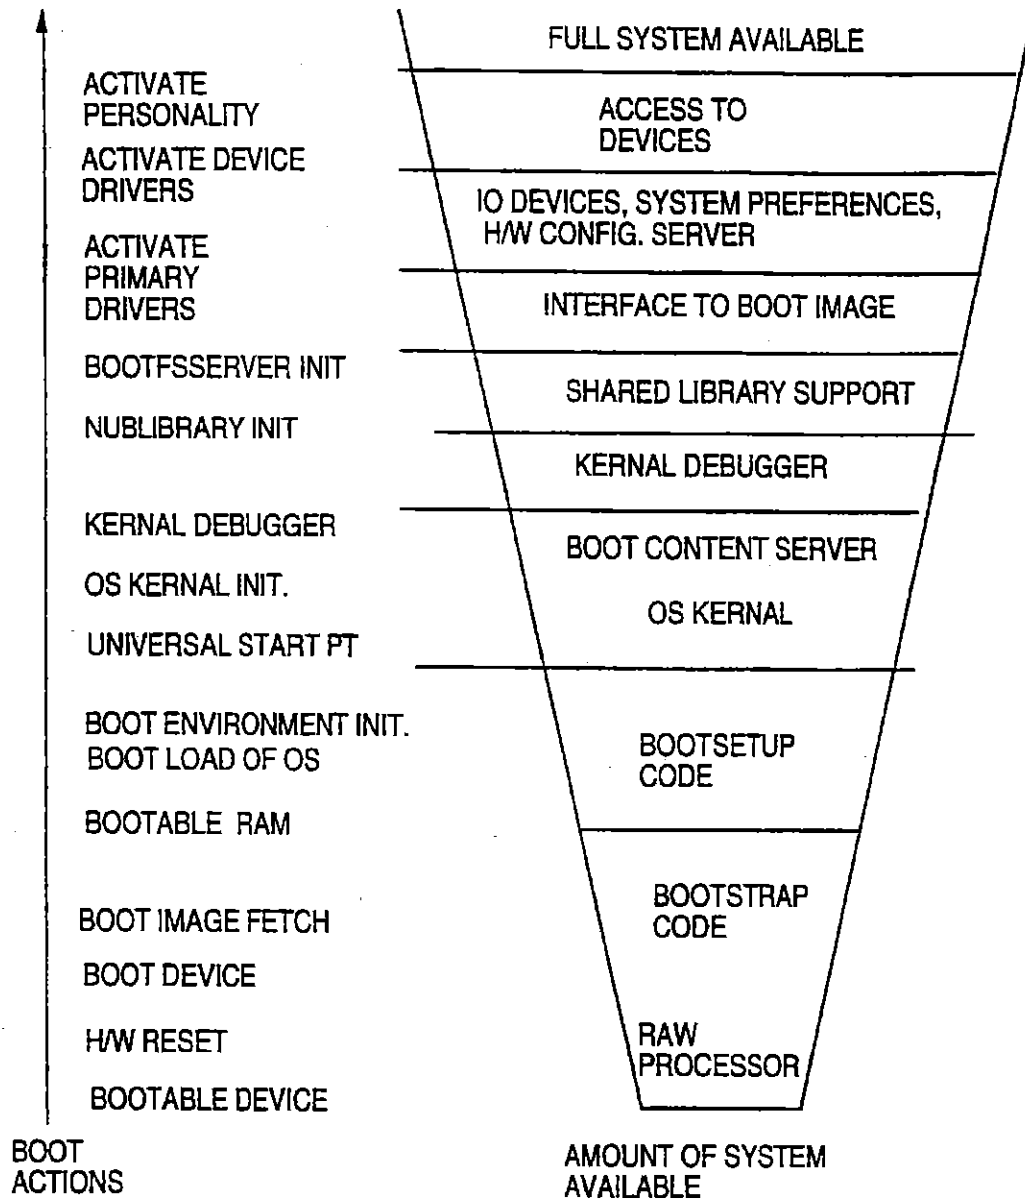 FULL SYSTEM AVAILABLE
ACTIVATE
PERSONALITY
ACCESS TO
DEVICES
ACTIVATE DEVICE
DRIVERS
IO DEVICES, SYSTEM PREFERENCES,
H/W CONFIG. SERVER
ACTIVATE
PRIMARY
DRIVERS
INTERFACE TO BOOT IMAGE
BOOTFSSERVER INIT
SHARED LIBRARY SUPPORT
NUBLIBRARY INIT
KERNAL DEBUGGER
KERNAL DEBUGGER
BOOT CONTENT SERVER
OS KERNAL INIT.
OS KERNAL
UNIVERSAL START PT
BOOT ENVIRONMENT INIT.
BOOT LOAD OF OS
BOOTSETUP
CODE
BOOTABLE RAM
BOOTSTRAP
CODE
BOOT IMAGE FETCH
BOOT DEVICE
H/W RESET
RAW
PROCESSOR
BOOTABLE DEVICE
BOOT
ACTIONS
AMOUNT OF SYSTEM
AVAILABLE